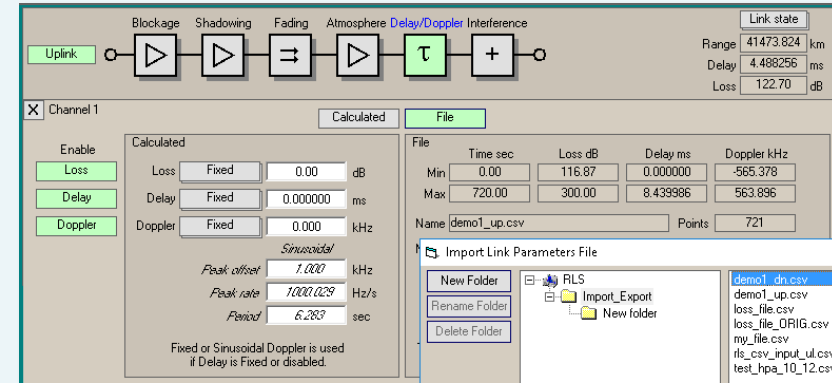 Blockage Shadowing Fading Atmosphere Delay/Doppler Interference
Link state
Uplink
τ
+
Range 41473.824 km
Delay 4.488256 ms
Loss 122.70 dB
X Channel 1
Calculated File
Enable
Loss
Delay
Doppler
Calculated
Loss Fixed 0.00 dB
Delay Fixed 0.000000 ms
Doppler Fixed 0.000 kHz
Sinusoidal
Peak offset 1.000 kHz
Peak rate 1000.029 Hz/s
Period 6.283 sec
Fixed or Sinusoidal Doppler is used
if Delay is Fixed or disabled.
File
Time sec Loss dB Delay ms Doppler kHz
Min 0.00 116.87 0.000000 -565.378
Max 720.00 300.00 8.439986 563.896
Name demo1_up.csv Points 721
Import Link Parameters File
New Folder
Rename Folder
Delete Folder
RLS
Import_Export
New folder
demo1_dn.csv
demo1_up.csv
loss_file.csv
loss_file_ORIG.csv
my_file.csv
rls_csv_input_ul.csv
test_hpa_10_12.csv